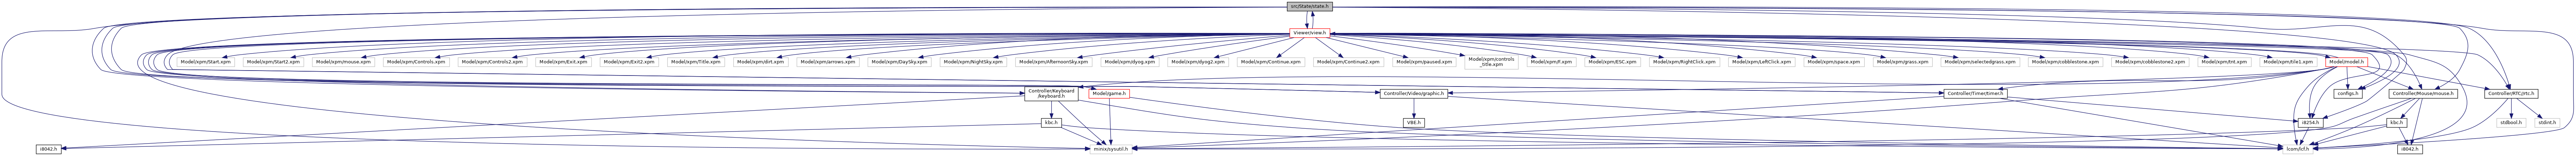 src/State/state.h
Viewer/view.h
Model/xpm/Start.xpm
Model/xpm/Start2.xpm
Model/xpm/mouse.xpm
Model/xpm/Controls.xpm
Model/xpm/Controls2.xpm
Model/xpm/Exit.xpm
Model/xpm/Exit2.xpm
Model/xpm/Title.xpm
Model/xpm/dirt.xpm
Model/xpm/arrows.xpm
Model/xpm/DaySky.xpm
Model/xpm/NightSky.xpm
Model/xpm/AfternoonSky.xpm
Model/xpm/dysg.xpm
Model/xpm/dysg2.xpm
Model/xpm/Continue.xpm
Model/xpm/Continue2.xpm
Model/xpm/paused.xpm
Model/xpm/controls
_title.xpm
Model/xpm/F.xpm
Model/xpm/ESC.xpm
Model/xpm/RightClick.xpm
Model/xpm/LeftClick.xpm
Model/xpm/space.xpm
Model/xpm/grass.xpm
Model/xpm/selectedgrass.xpm
Model/xpm/cobblestone.xpm
Model/xpm/cobblestone2.xpm
Model/xpm/tnt.xpm
Model/xpm/tile1.xpm
Model/model.h
Controller/Keyboard
/keyboard.h
Model/game.h
Controller/Video/graphic.h
Controller/Timer/timer.h
configs.h
Controller/Mouse/mouse.h
Controller/RTC/rtc.h
kbc.h
VBE.h
i8254.h
kbc.h
stdbool.h
stdint.h
i8042.h
minix/sysutil.h
lcom/lcf.h
i8042.h